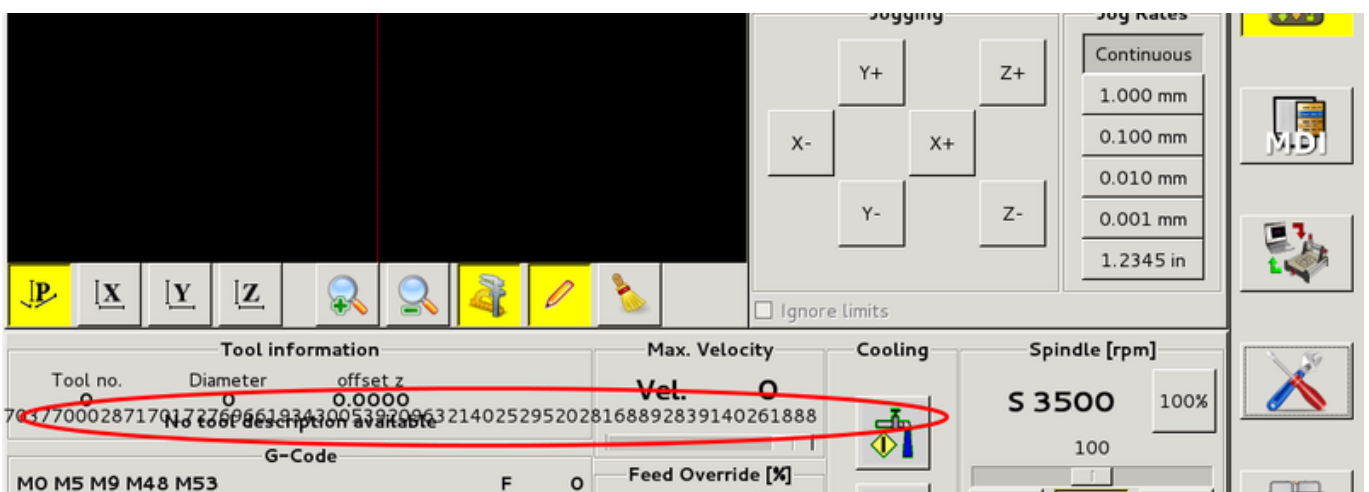 Jogging
Jog Rates
Y+
Z+
Continuous
1.000 mm
X-
X+
0.100 mm
MDI
0.010 mm
Y-
Z-
0.001 mm
1.2345 in
P
X
Y
Z
Ignore limits
Tool information
Max. Velocity
Cooling
Spindle [rpm]
Tool no.
Diameter
offset z
0
0
0.0000
Vel.
0
S 3500
100%
No tool description available
100
G-Code
Feed Override [%]
M0 M5 M9 M48 M53
F
0